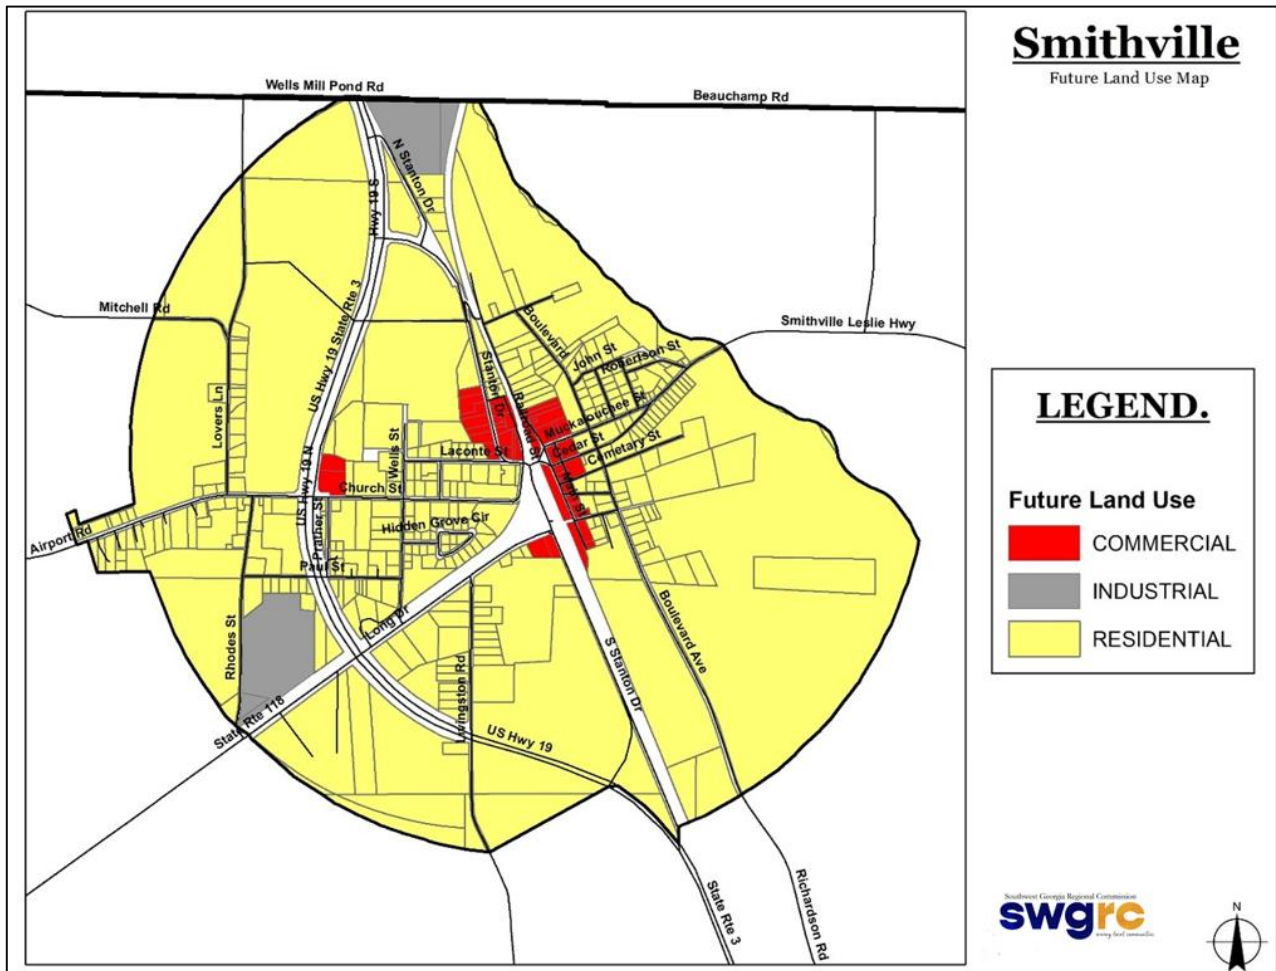 Smithville
Future Land Use Map
Wells Mill Pond Rd
Beauchamp Rd
N Stanton Dr
Hwy 19 S
US Hwy 19 State Rte 3
Mitchell Rd
Smithville Leslie Hwy
Boulevard
John St
Robertson St
Stanton Dr
Railroad St
Lovers Ln
Muckalouchee St
Cedar St
Cemetary St
Wells St
Laconte St
Main St
US Hwy 19 N
Church St
Prather St
Hidden Grove Cir
Airport Rd
Paul St
Long Dr
Rhodes St
Livingston Rd
Boulevard Ave
S Stanton Dr
State Rte 118
US Hwy 19
State Rte 3
Richardson Rd
LEGEND.
Future Land Use
COMMERCIAL
INDUSTRIAL
RESIDENTIAL
Southwest Georgia Regional Commission
swgrc
N